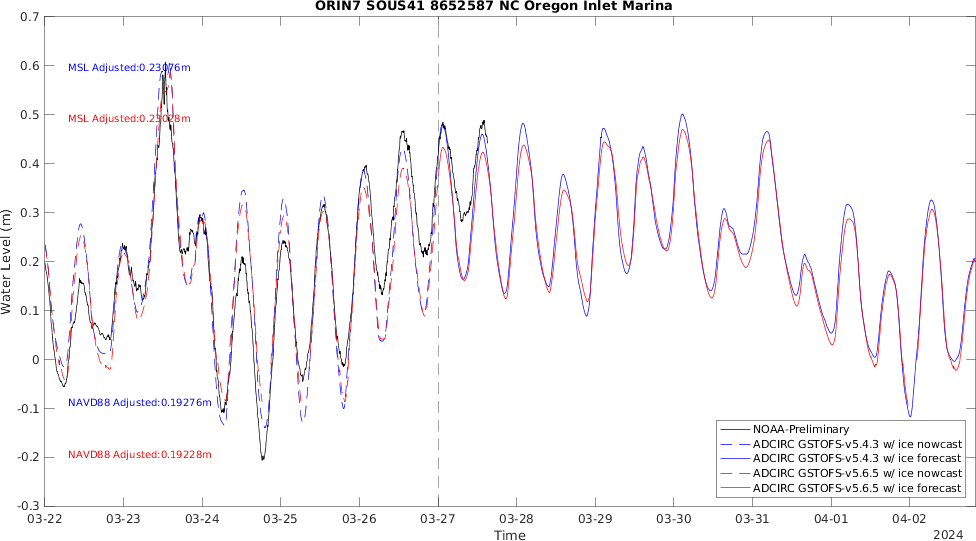 ORIN7 SOUS41 8652587 NC Oregon Inlet Marina
0.7
0.6
0.5
0.4
0.3
0.2
0.1
0
-0.1
-0.2
-0.3
Water Level (m)
MSL Adjusted:0.23076m
MSL Adjusted:0.23028m
NAVD88 Adjusted:0.19276m
NAVD88 Adjusted:0.19228m
NOAA-Preliminary
ADCIRC GSTOFS-v5.4.3 w/ ice nowcast
ADCIRC GSTOFS-v5.4.3 w/ ice forecast
ADCIRC GSTOFS-v5.6.5 w/ ice nowcast
ADCIRC GSTOFS-v5.6.5 w/ ice forecast
03-22 03-23 03-24 03-25 03-26 03-27 03-28 03-29 03-30 03-31 04-01 04-02
Time
2024